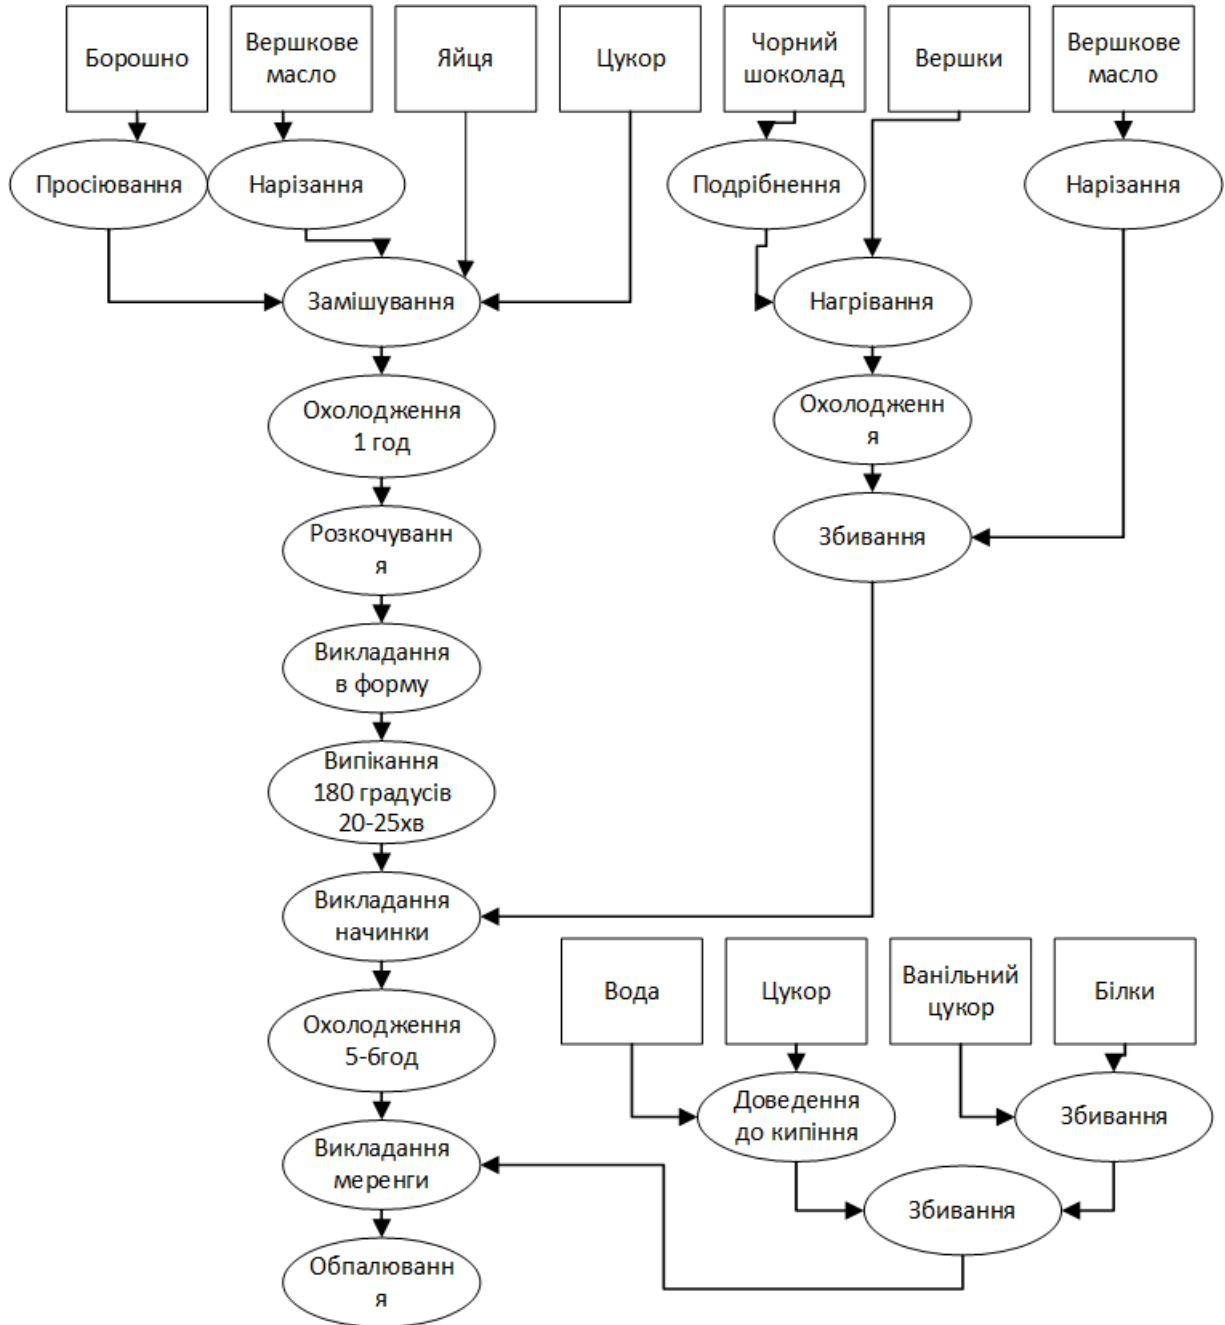 Борошно
Вершкове
масло
Яйця
Цукор
Чорний
шоколад
Вершки
Вершкове
масло
Просіювання
Нарізання
Подрібнення
Нарізання
Замішування
Нагрівання
Охолодження
1 год
Охолодженн
я
Розкочуванн
я
Збивання
Викладання
в форму
Випікання
180 градусів
20-25хв
Викладання
начинки
Вода
Цукор
Ванільний
цукор
Білки
Охолодження
5-6год
Доведення
до кипіння
Збивання
Викладання
меренги
Збивання
Обпалюванн
я